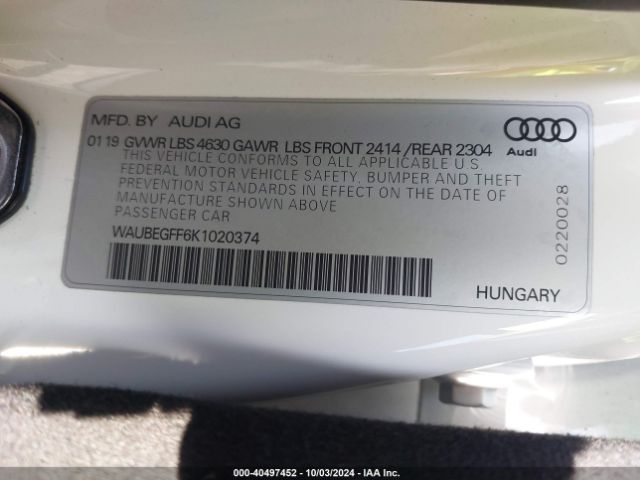 MFD. BY AUDI AG
01 19 GVWR LBS 4630 GAWR LBS FRONT 2414 /REAR 2304
THIS VEHICLE CONFORMS TO ALL APPLICABLE U.S
FEDERAL MOTOR VEHICLE SAFETY, BUMPER AND THEFT
PREVENTION STANDARDS IN EFFECT ON THE DATE OF
MANUFACTURE SHOWN ABOVE
PASSENGER CAR
WAUBEGFF6K1020374
Audi
0220028
HUNGARY
000-40497452 - 10/03/2024 - IAA Inc.